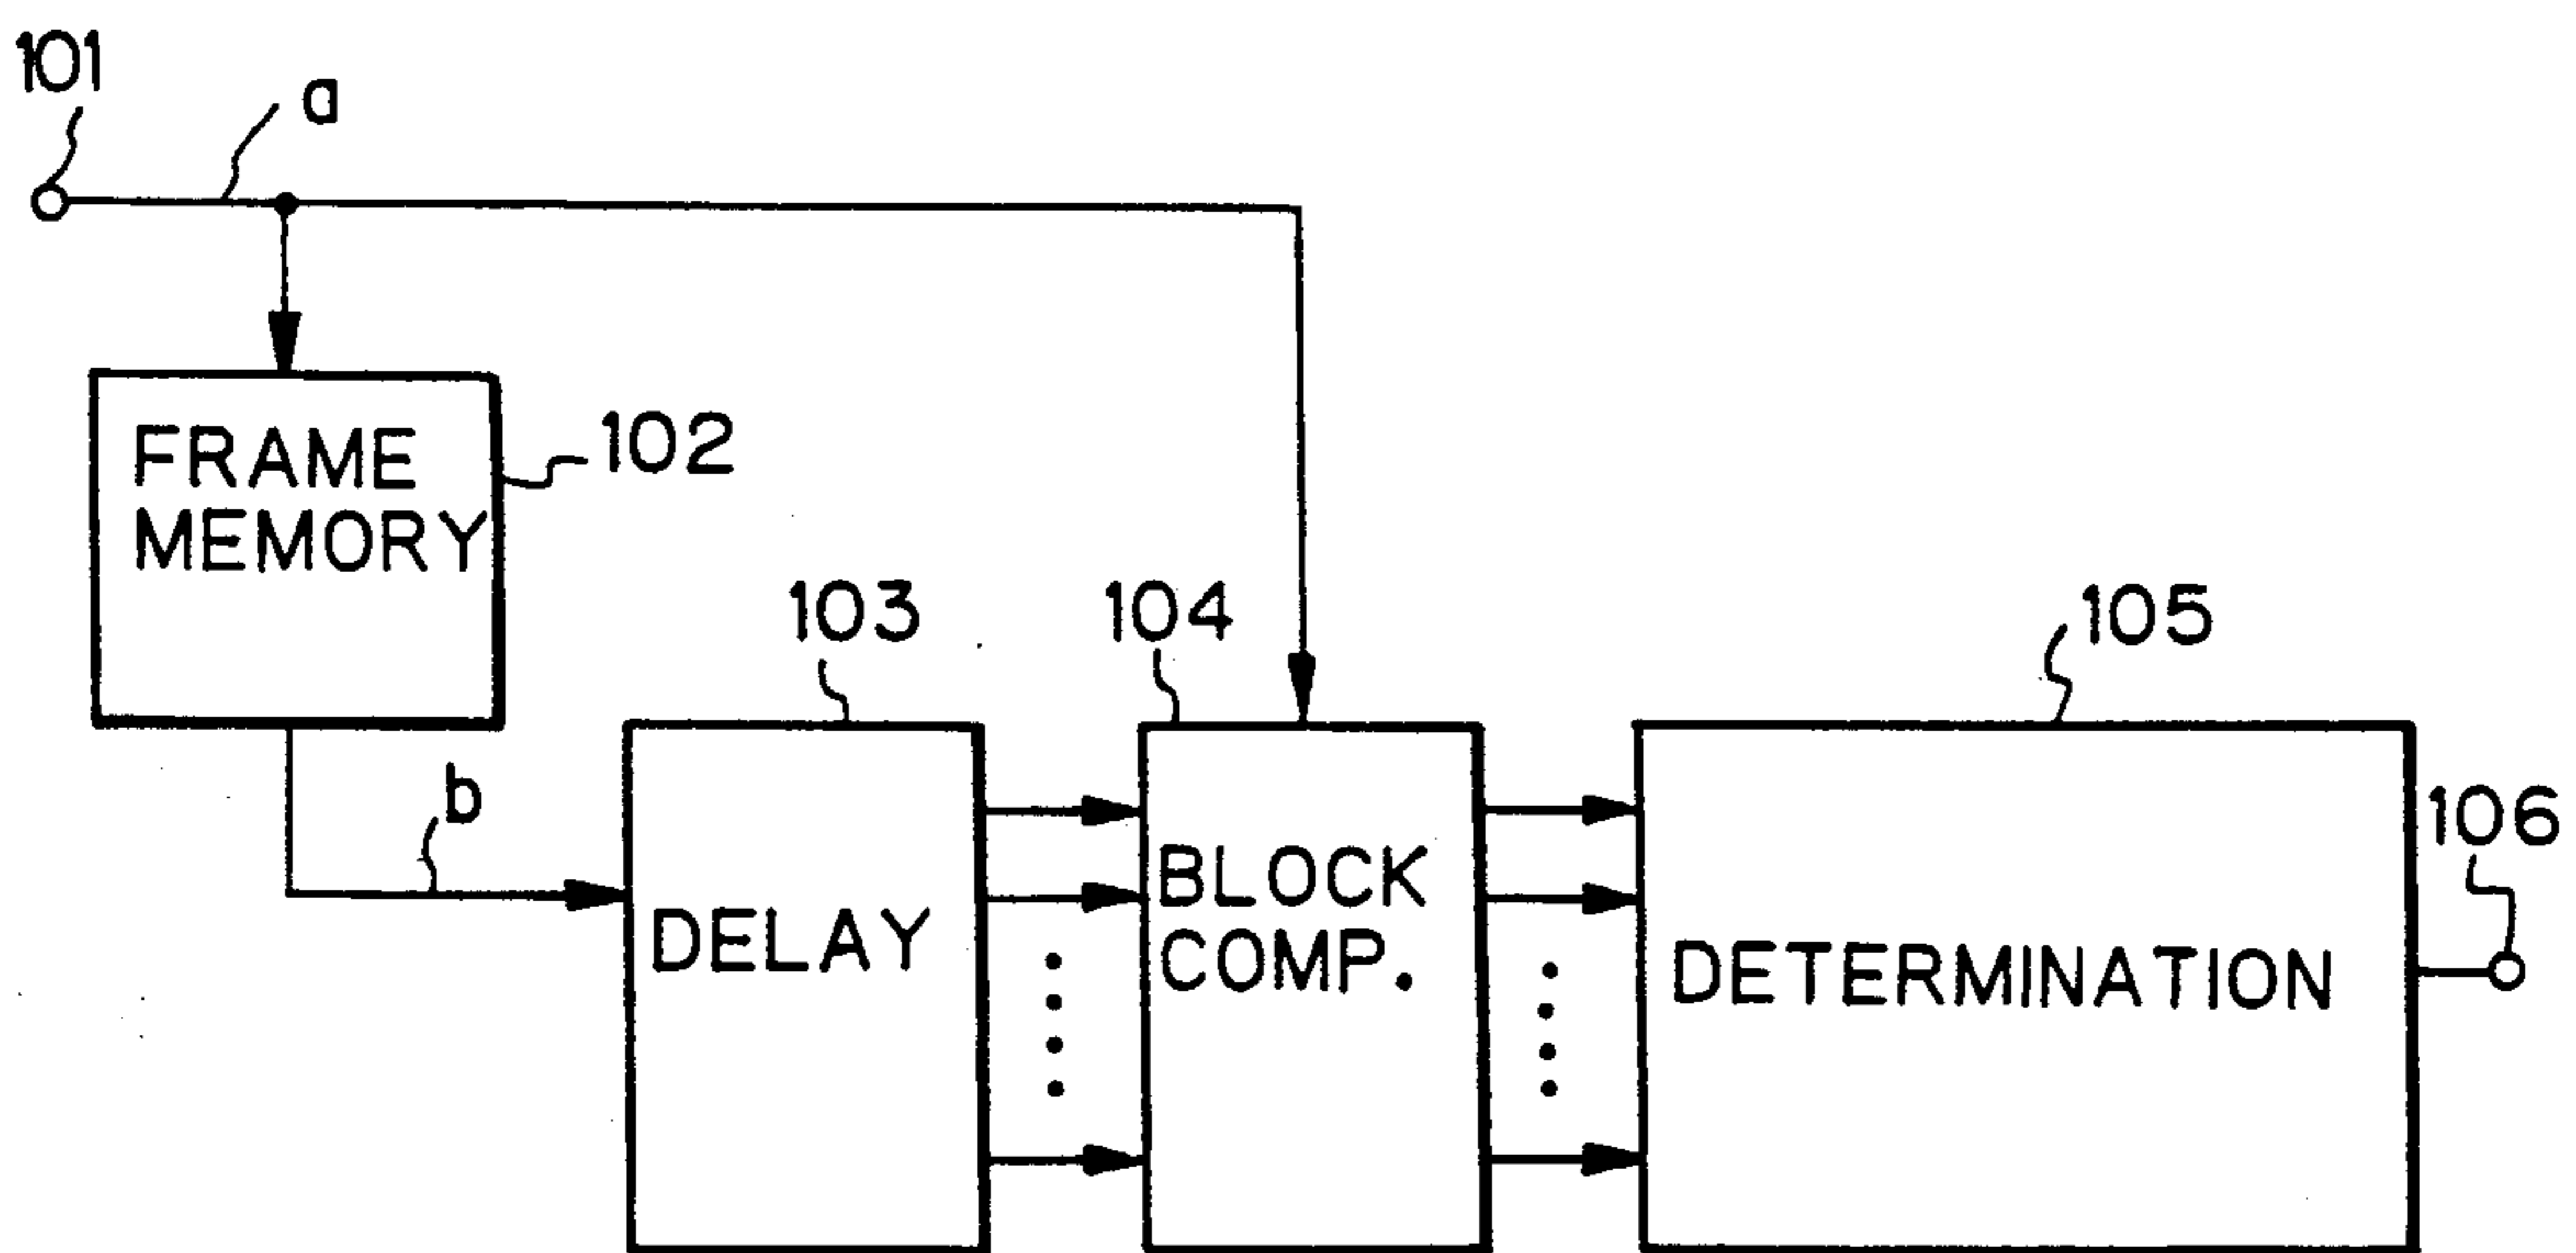 101
a
FRAME
MEMORY
102
b
103
DELAY
104
BLOCK
COMP.
105
DETERMINATION
106